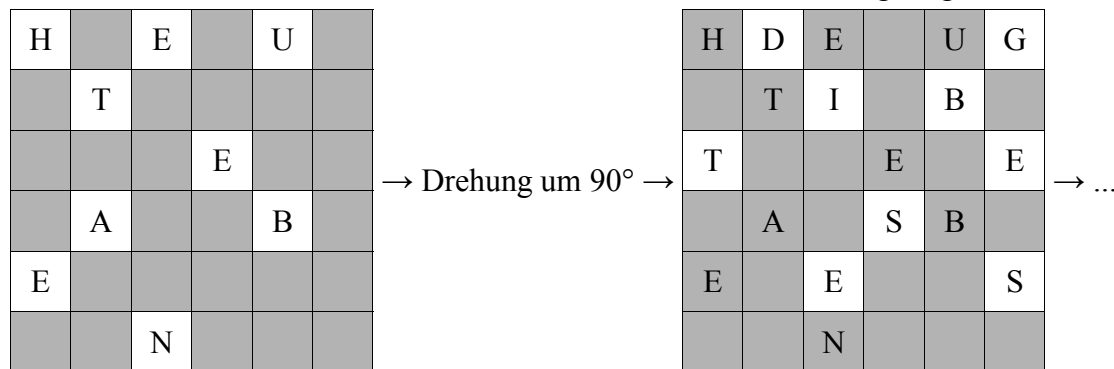 H E U H D E U G
T T I B
E T E E
→ Drehung um 90° → → ...
A B A S B
E E E S
N N